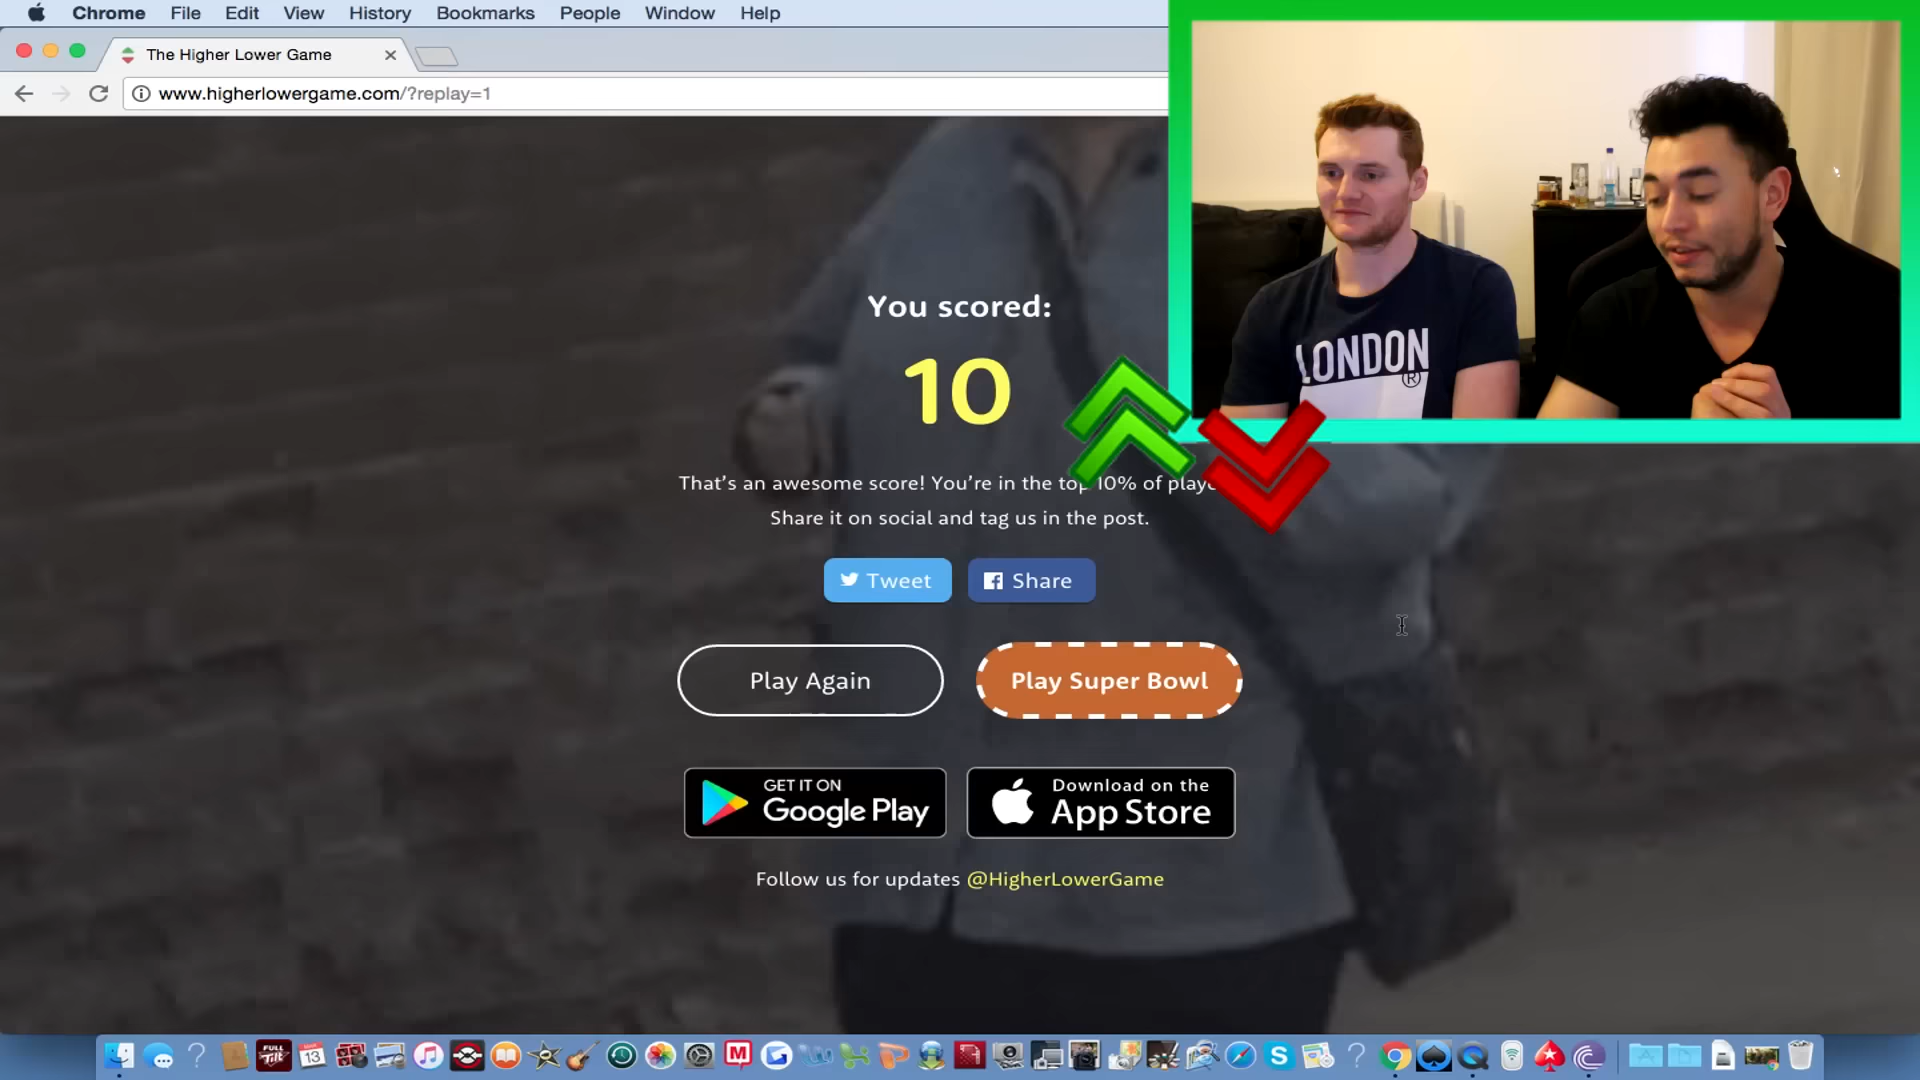 Chrome File Edit View History Bookmarks People Window Help
The Higher Lower Game
www.higherlowergame.com/?replay=1
LONDON
®
You scored:
10
That's an awesome score! You're in the top 10% of playe
Share it on social and tag us in the post.
Tweet Share
Play Again Play Super Bowl
GET IT ON
Google Play
Download on the
App Store
Follow us for updates @HigherLowerGame
FULL
TILT
13